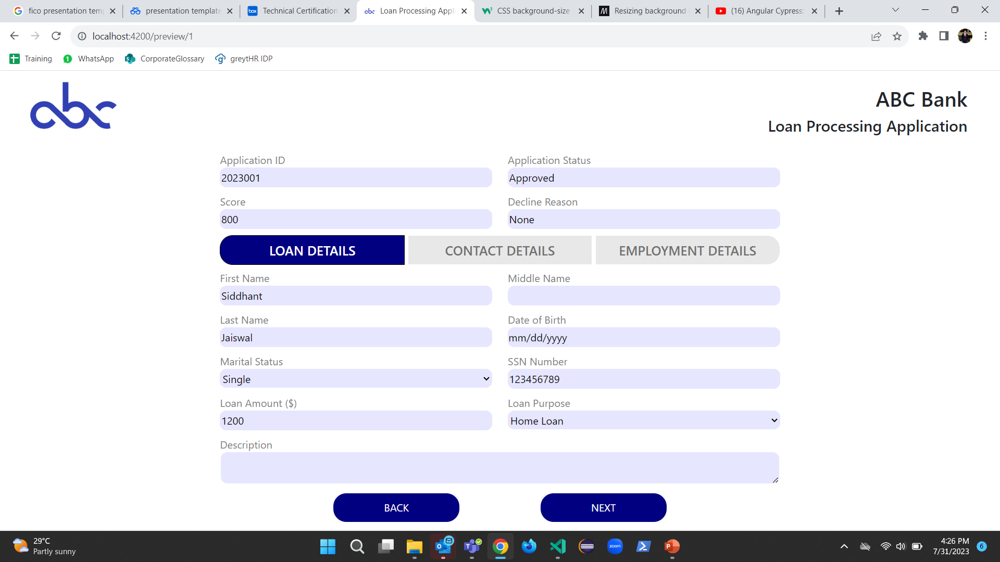 fico presentation temp
presentation template
Technical Certification
Loan Processing Appli
CSS background-size
Resizing background
(16) Angular Cypress:
localhost:4200/preview/1
Training
WhatsApp
CorporateGlossary
greytHR IDP
abc
ABC Bank
Loan Processing Application
Application ID
Application Status
2023001
Approved
Score
Decline Reason
800
None
LOAN DETAILS
CONTACT DETAILS
EMPLOYMENT DETAILS
First Name
Middle Name
Siddhant
Last Name
Date of Birth
Jaiswal
mm/dd/yyyy
Marital Status
SSN Number
Single
123456789
Loan Amount ($)
Loan Purpose
1200
Home Loan
Description
BACK
NEXT
29°C
Partly sunny
zoom
4:26 PM
7/31/2023
6